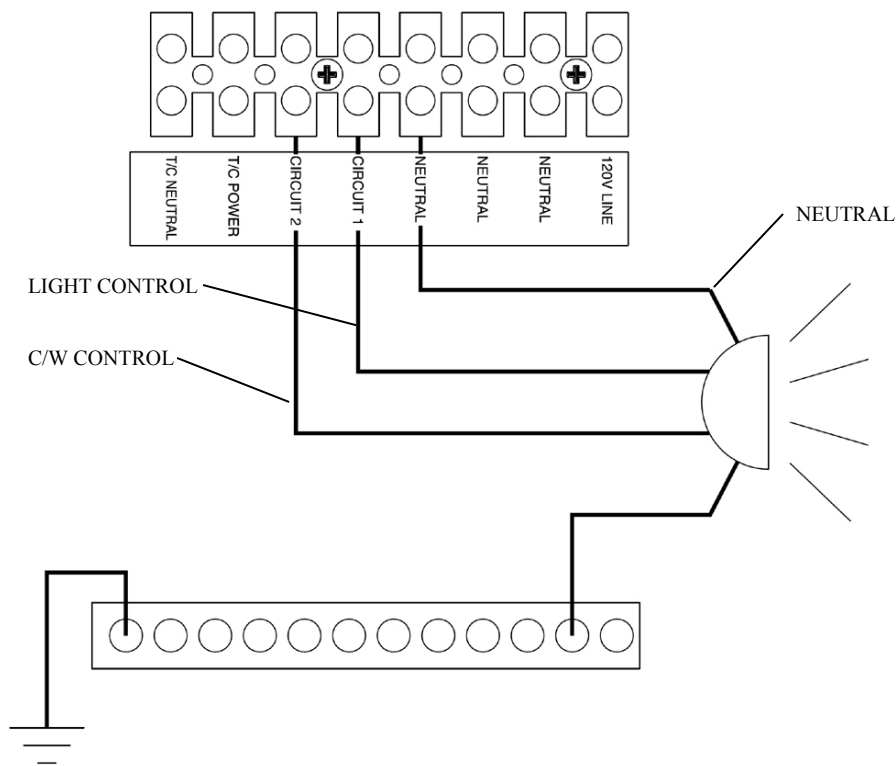 T/C NEUTRAL
T/C POWER
CIRCUIT 2
CIRCUIT 1
NEUTRAL
NEUTRAL
NEUTRAL
120V LINE
NEUTRAL
LIGHT CONTROL
C/W CONTROL